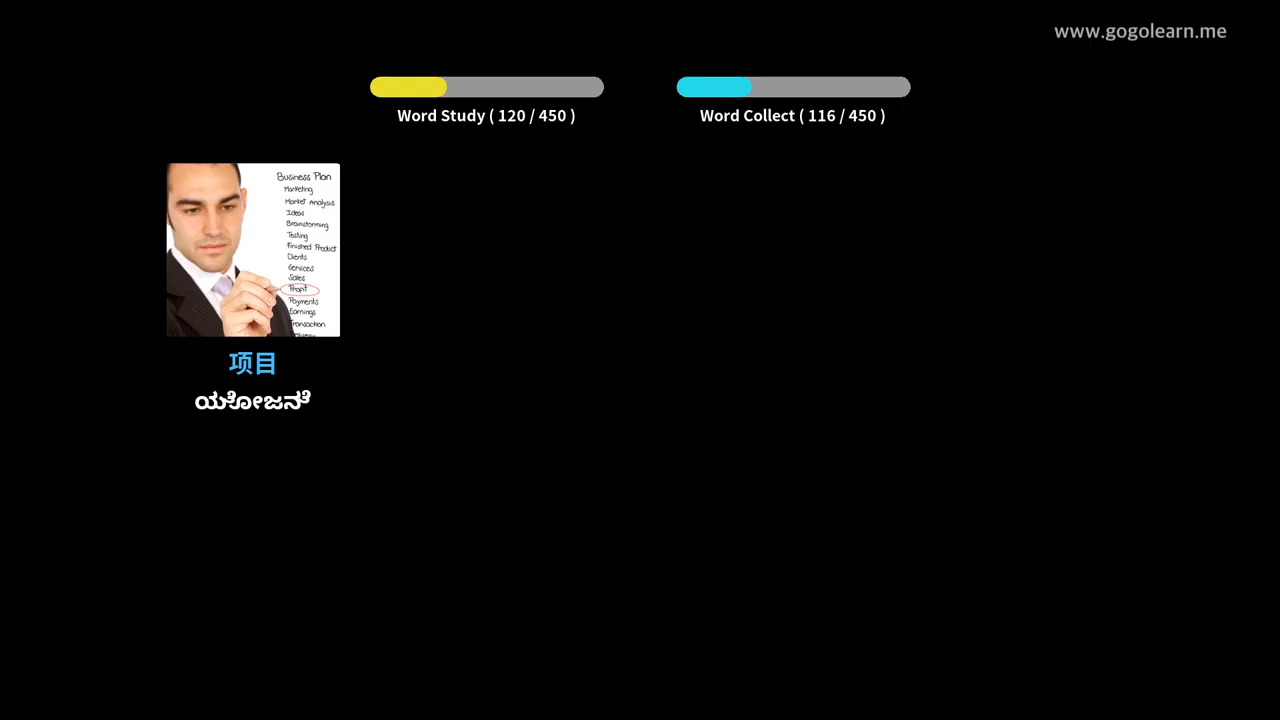 www.gogolearn.me
Word Study ( 120 / 450 )
Word Collect ( 116 / 450 )
Business Plan
Marketing
Market Analysis
Ideas
Brainstorming
Testing
Finished Product
Clients
Services
Sales
Profit
Payments
Earnings
Transaction
Delivery
项目
ಯೋಜನೆ